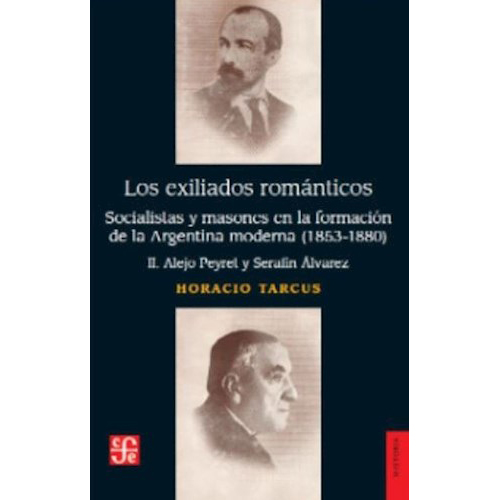 Los exiliados románticos
Socialistas y masones en la formación
de la Argentina moderna (1853-1880)
II. Alejo Peyret y Serafín Álvarez
HORACIO TARCUS
fce
HISTORIA